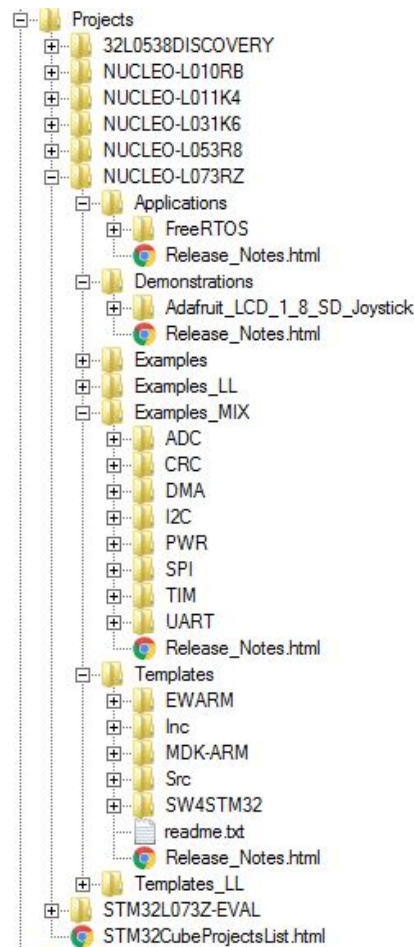 Projects
32L0538DISCOVERY
NUCLEO-L010RB
NUCLEO-L011K4
NUCLEO-L031K6
NUCLEO-L053R8
NUCLEO-L073RZ
Applications
FreeRTOS
Release_Notes.html
Demonstrations
Adafruit_LCD_1_8_SD_Joystick
Release_Notes.html
Examples
Examples_LL
Examples_MIX
ADC
CRC
DMA
I2C
PWR
SPI
TIM
UART
Release_Notes.html
Templates
EWARM
Inc
MDK-ARM
Src
SW4STM32
readme.txt
Release_Notes.html
Templates_LL
STM32L073Z-EVAL
STM32CubeProjectsList.html